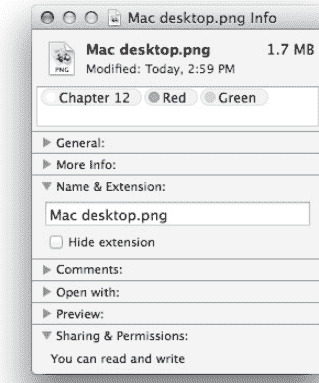 Mac desktop.png Info
Mac desktop.png 1.7 MB
Modified: Today, 2:59 PM
PNG
Chapter 12 Red Green
General:
More Info:
Name & Extension:
Mac desktop.png
Hide extension
Comments:
Open with:
Preview:
Sharing & Permissions:
You can read and write